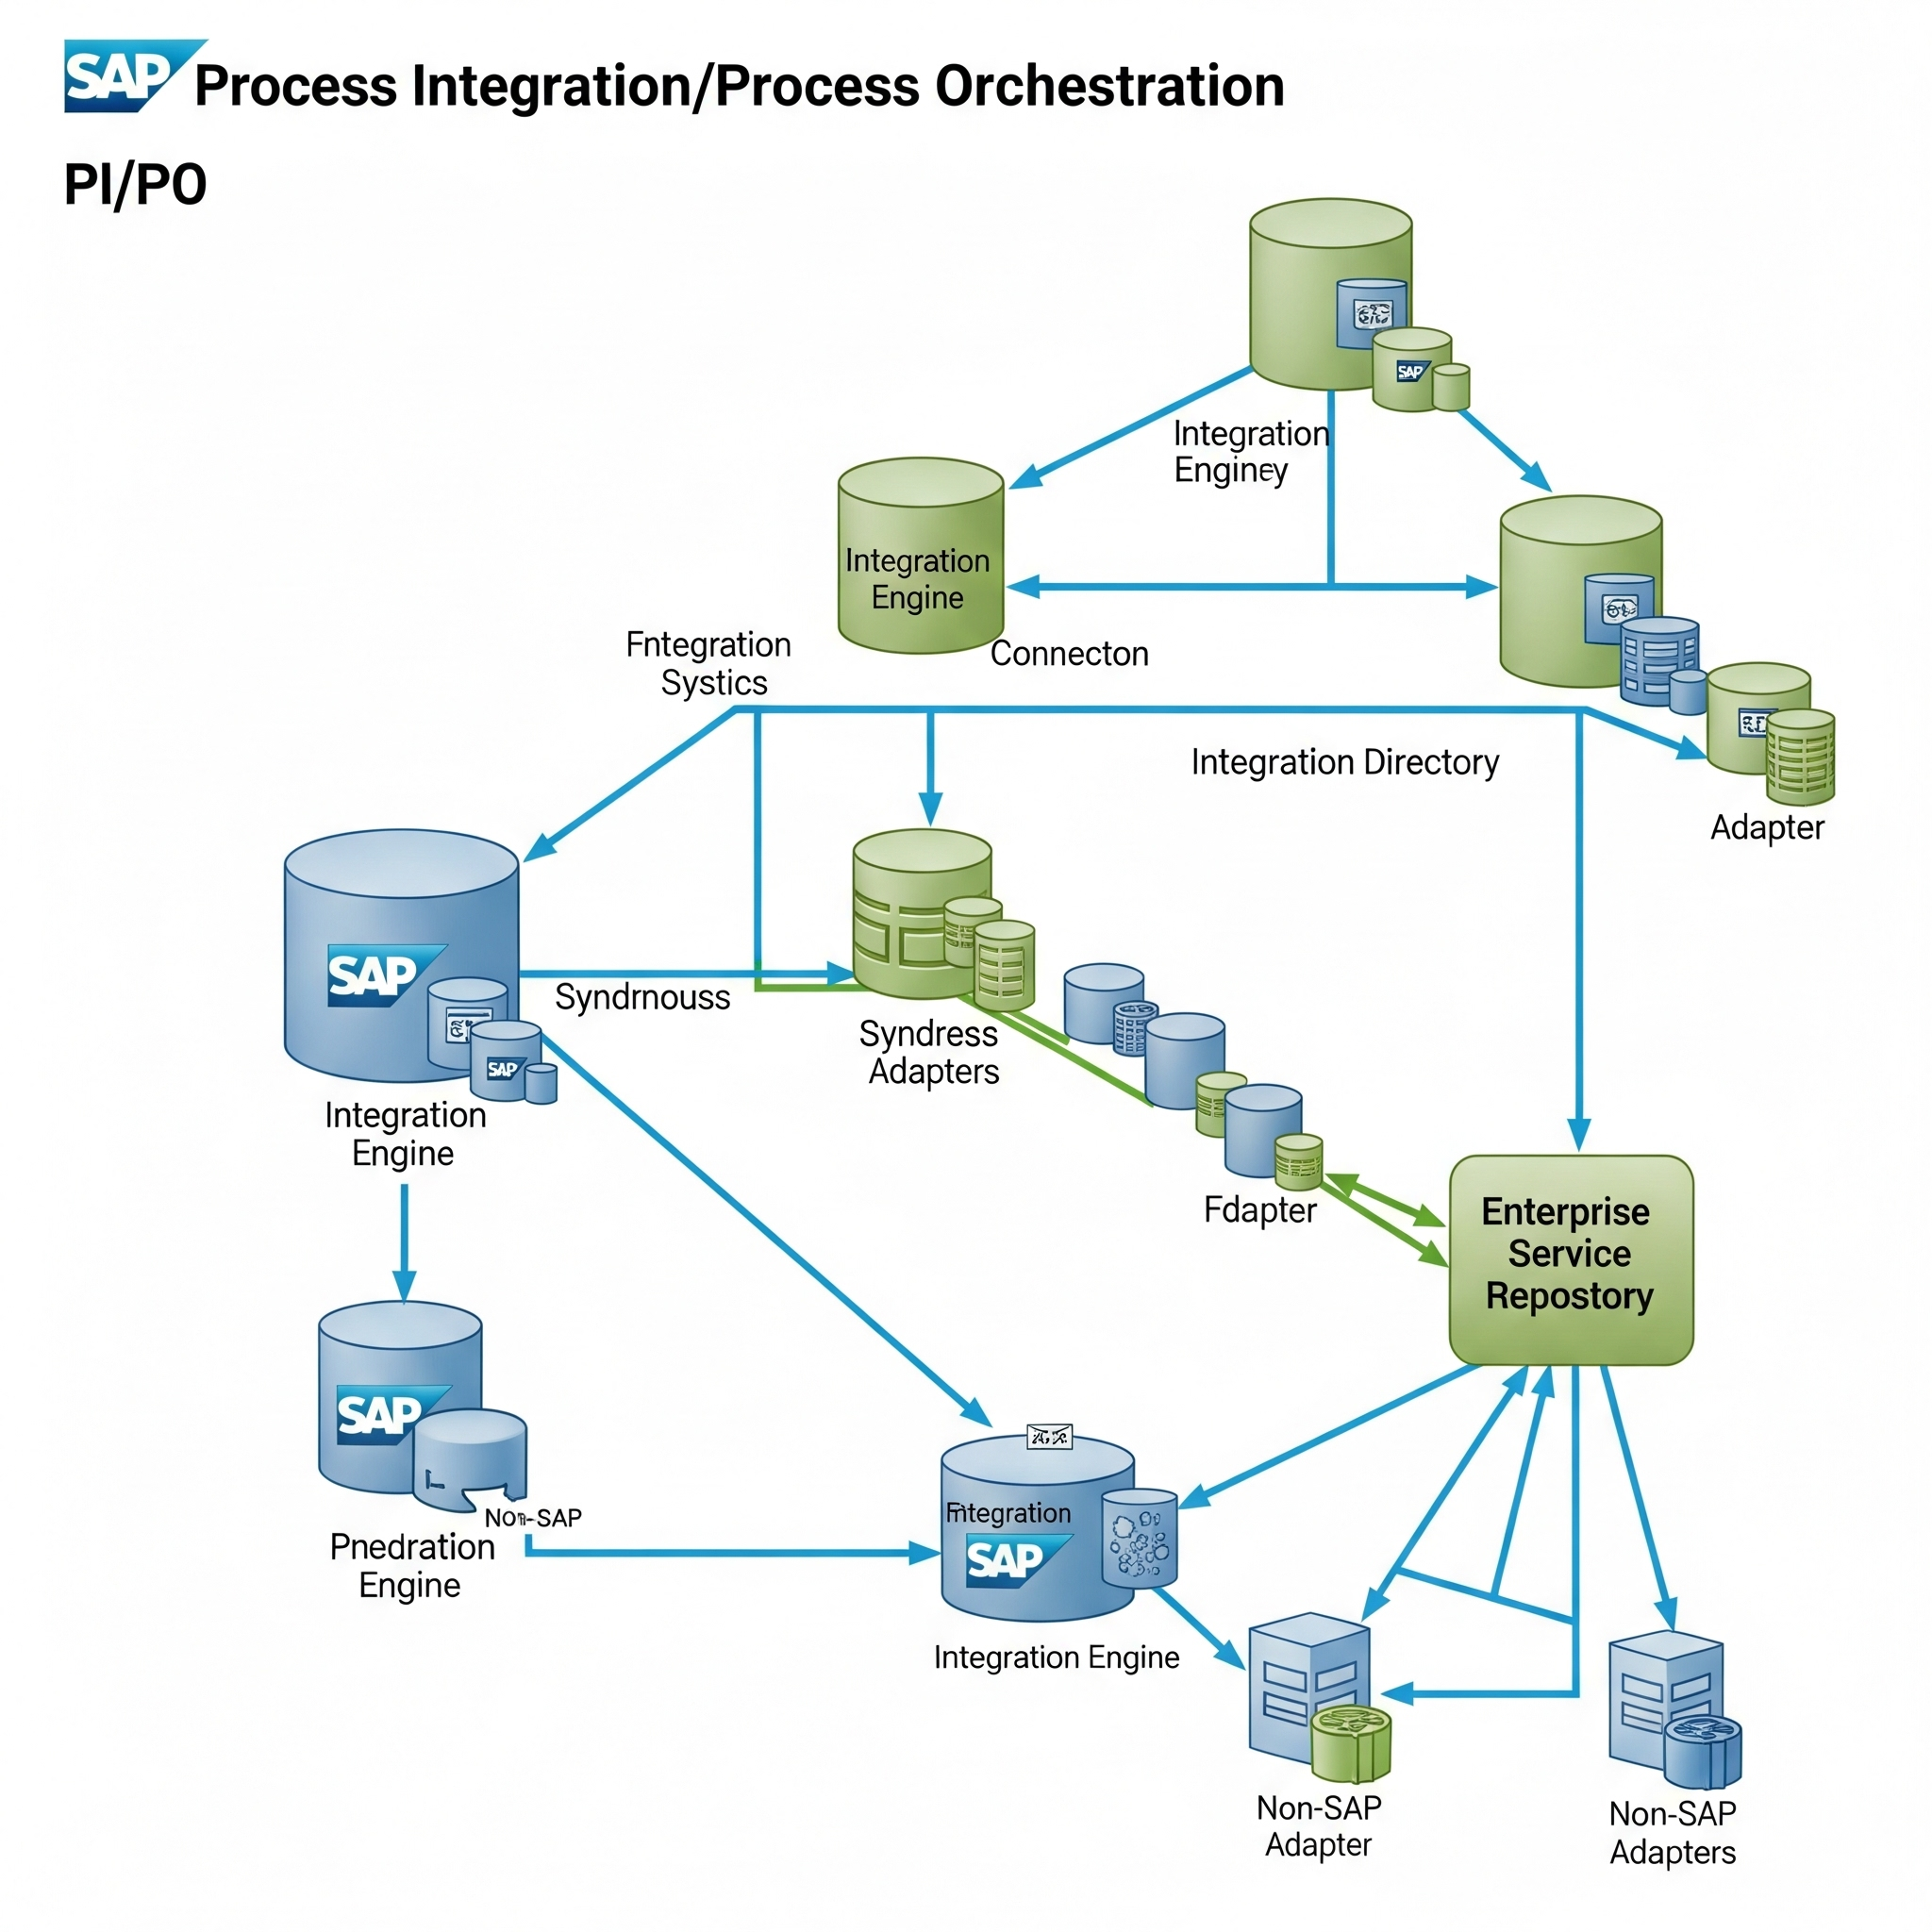 SAP Process Integration/Process Orchestration
PI/PO
SAP
Integration
Enginey
Integration
Engine
Connecton
Fntegration
Systics
Integration Directory
Adapter
SAP
Syndrnouss
SAP
Syndress
Adapters
Integration
Engine
Fdapter
Enterprise
Service
Repostory
SAP
Non-SAP
Pnedration
Engine
Fntegration
SAP
Integration Engine
Non-SAP
Adapter
Non-SAP
Adapters